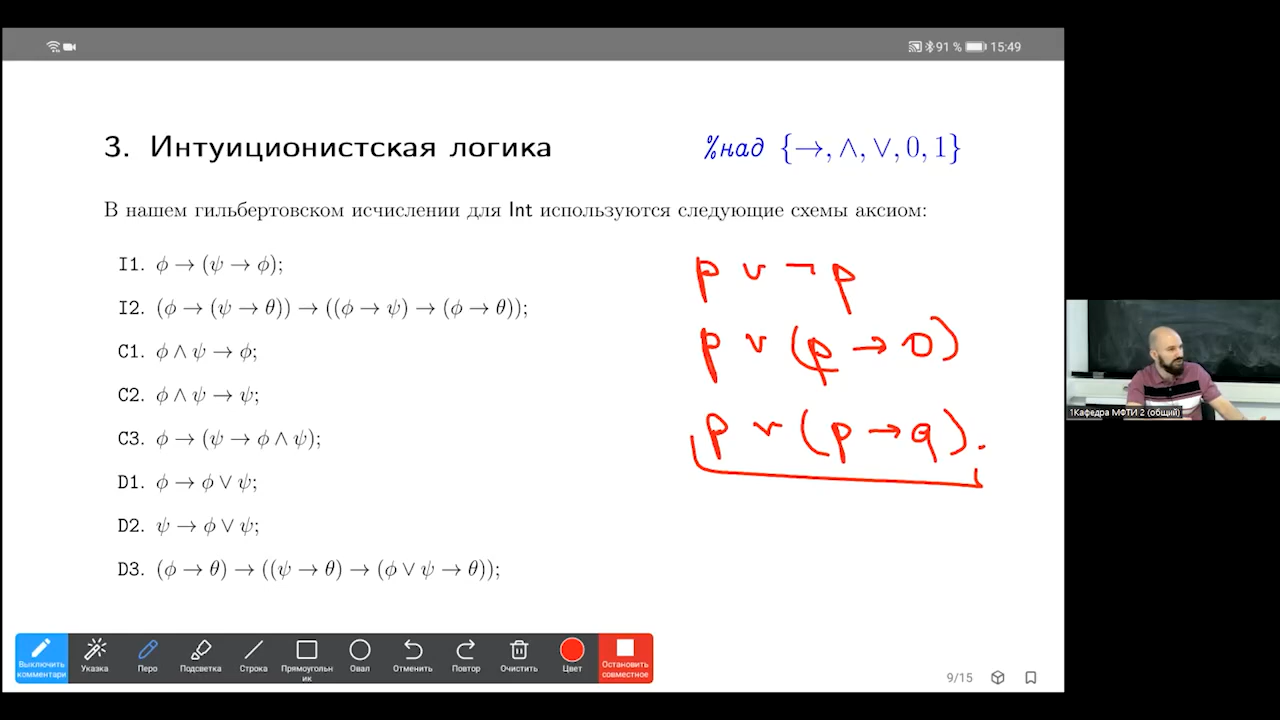 91 % 15:49
3. Интуиционистская логика
%над {→, ∧, ∨, 0, 1}
В нашем гильбертовском исчислении для Int используются следующие схемы аксиом:
I1. ϕ → (ψ → ϕ);
I2. (ϕ → (ψ → θ)) → ((ϕ → ψ) → (ϕ → θ));
C1. ϕ ∧ ψ → ϕ;
C2. ϕ ∧ ψ → ψ;
C3. ϕ → (ψ → ϕ ∧ ψ);
D1. ϕ → ϕ ∨ ψ;
D2. ψ → ϕ ∨ ψ;
D3. (ϕ → θ) → ((ψ → θ) → (ϕ ∨ ψ → θ));
p ∨ ¬p
p ∨ (p → 0)
p ∨ (p → q).
1Кафедра МФТИ 2 (общий)
Выключить
комментари
Указка
Перо
Подсветка
Строка
Прямоугольн
ик
Овал
Отменить
Повтор
Очистить
Цвет
Остановить
совместное
9/15